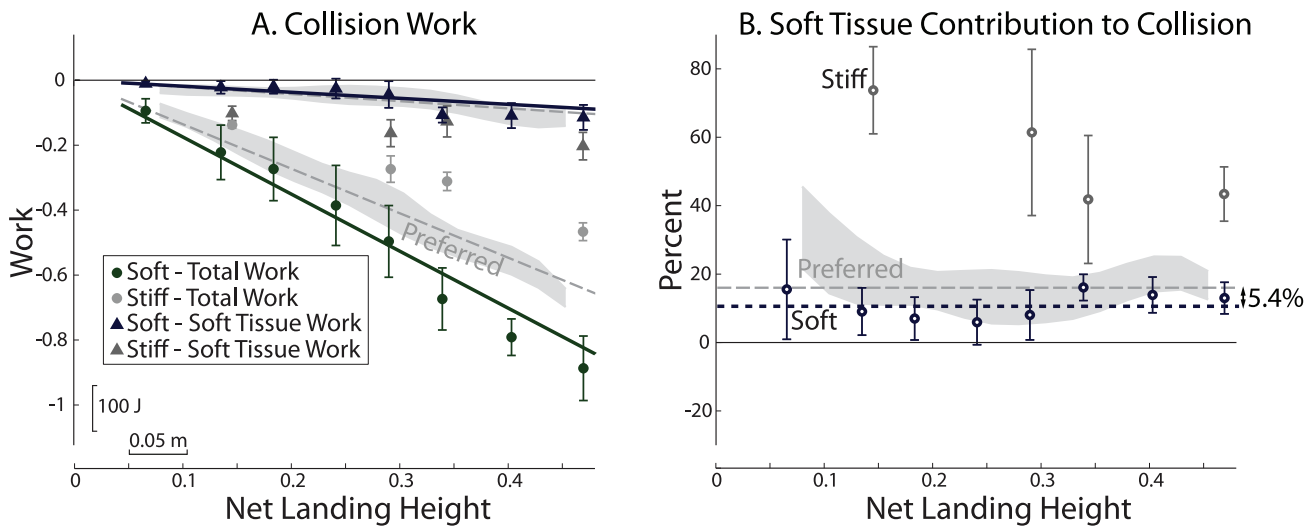 A. Collision Work
0
-0.2
-0.4
-0.6
-0.8
-1
Work
Preferred
Soft - Total Work
Stiff - Total Work
Soft - Soft Tissue Work
Stiff - Soft Tissue Work
100 J
0.05 m
0
0.1
0.2
0.3
0.4
Net Landing Height
B. Soft Tissue Contribution to Collision
80
60
40
20
0
-20
Percent
Stiff
Preferred
Soft
5.4%
0
0.1
0.2
0.3
0.4
Net Landing Height